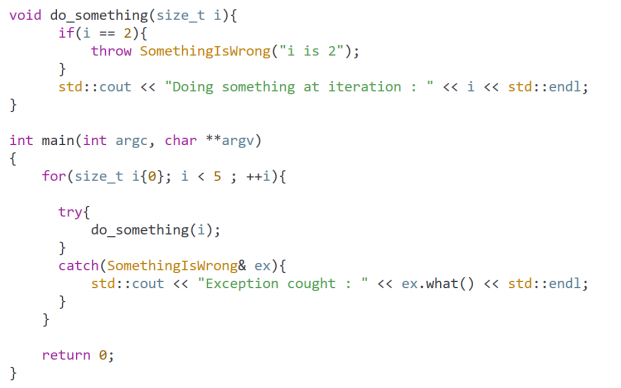 void do_something(size_t i){
if(i == 2){
throw SomethingIsWrong("i is 2");
}
std::cout << "Doing something at iteration : " << i << std::endl;
}
int main(int argc, char **argv)
{
for(size_t i{0}; i < 5 ; ++i){
try{
do_something(i);
}
catch(SomethingIsWrong& ex){
std::cout << "Exception cought : " << ex.what() << std::endl;
}
}
return 0;
}